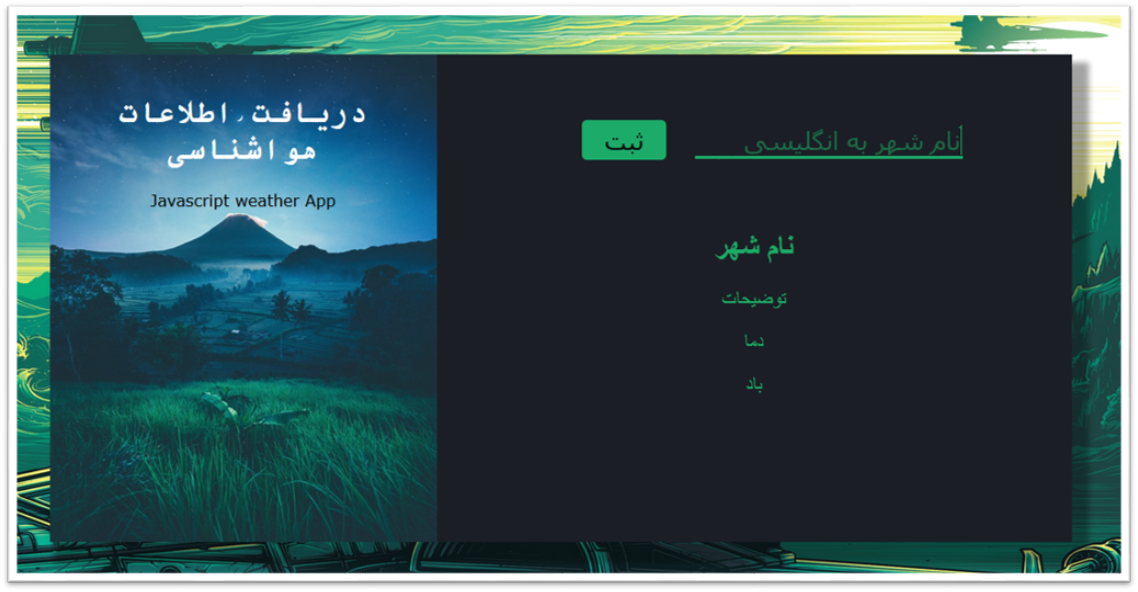 دریافت اطلاعات
هواشناسی
Javascript weather App
نام شهر به انگلیسی
ثبت
نام شهر
توضیحات
دما
باد